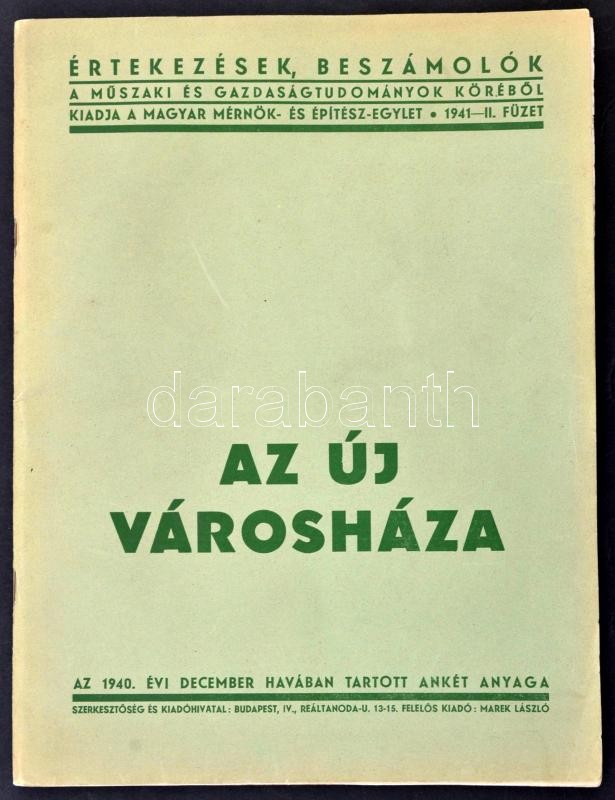 ÉRTEKEZÉSEK, BESZÁMOLÓK
A MŰSZAKI ÉS GAZDASÁGTUDOMÁNYOK KÖRÉBŐL
KIADJA A MAGYAR MÉRNÖK- ÉS ÉPÍTÉSZ-EGYLET • 1941—II. FÜZET
darabanth
AZ ÚJ
VÁROSHÁZA
AZ 1940. ÉVI DECEMBER HAVÁBAN TARTOTT ANKÉT ANYAGA
SZERKESZTŐSÉG ÉS KIADÓHIVATAL: BUDAPEST, IV., REÁLTANODA-U. 13-15. FELELŐS KIADÓ: MAREK LÁSZLÓ